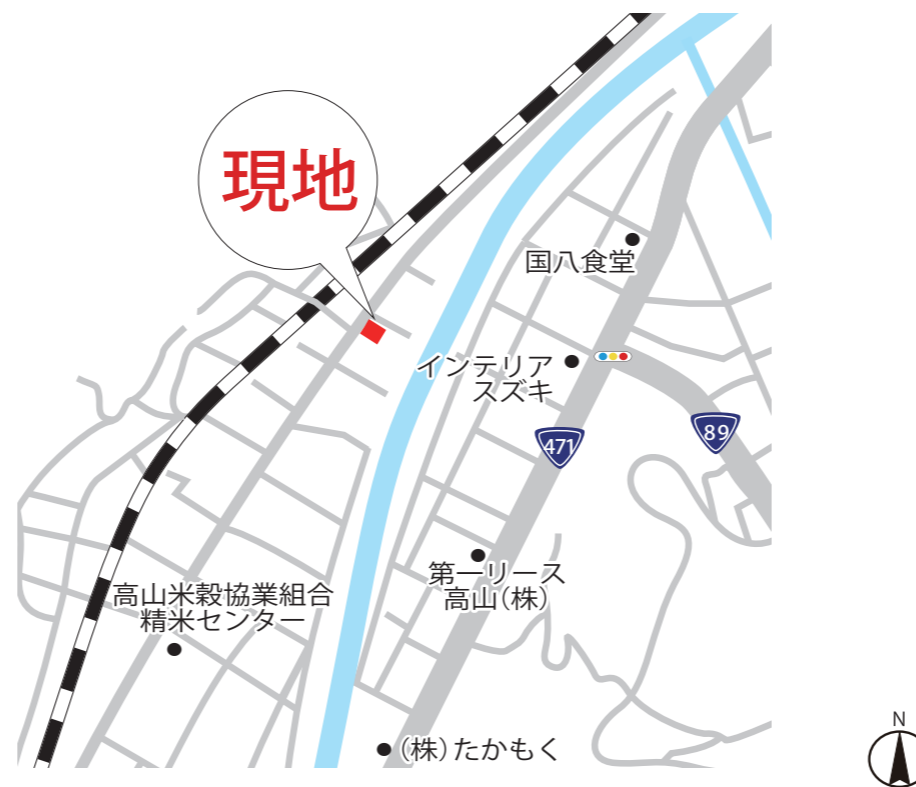 現地
国八食堂
インテリア
スズキ
471
89
第一リース
高山(株)
高山米穀協業組合
精米センター
(株)たかもく
N